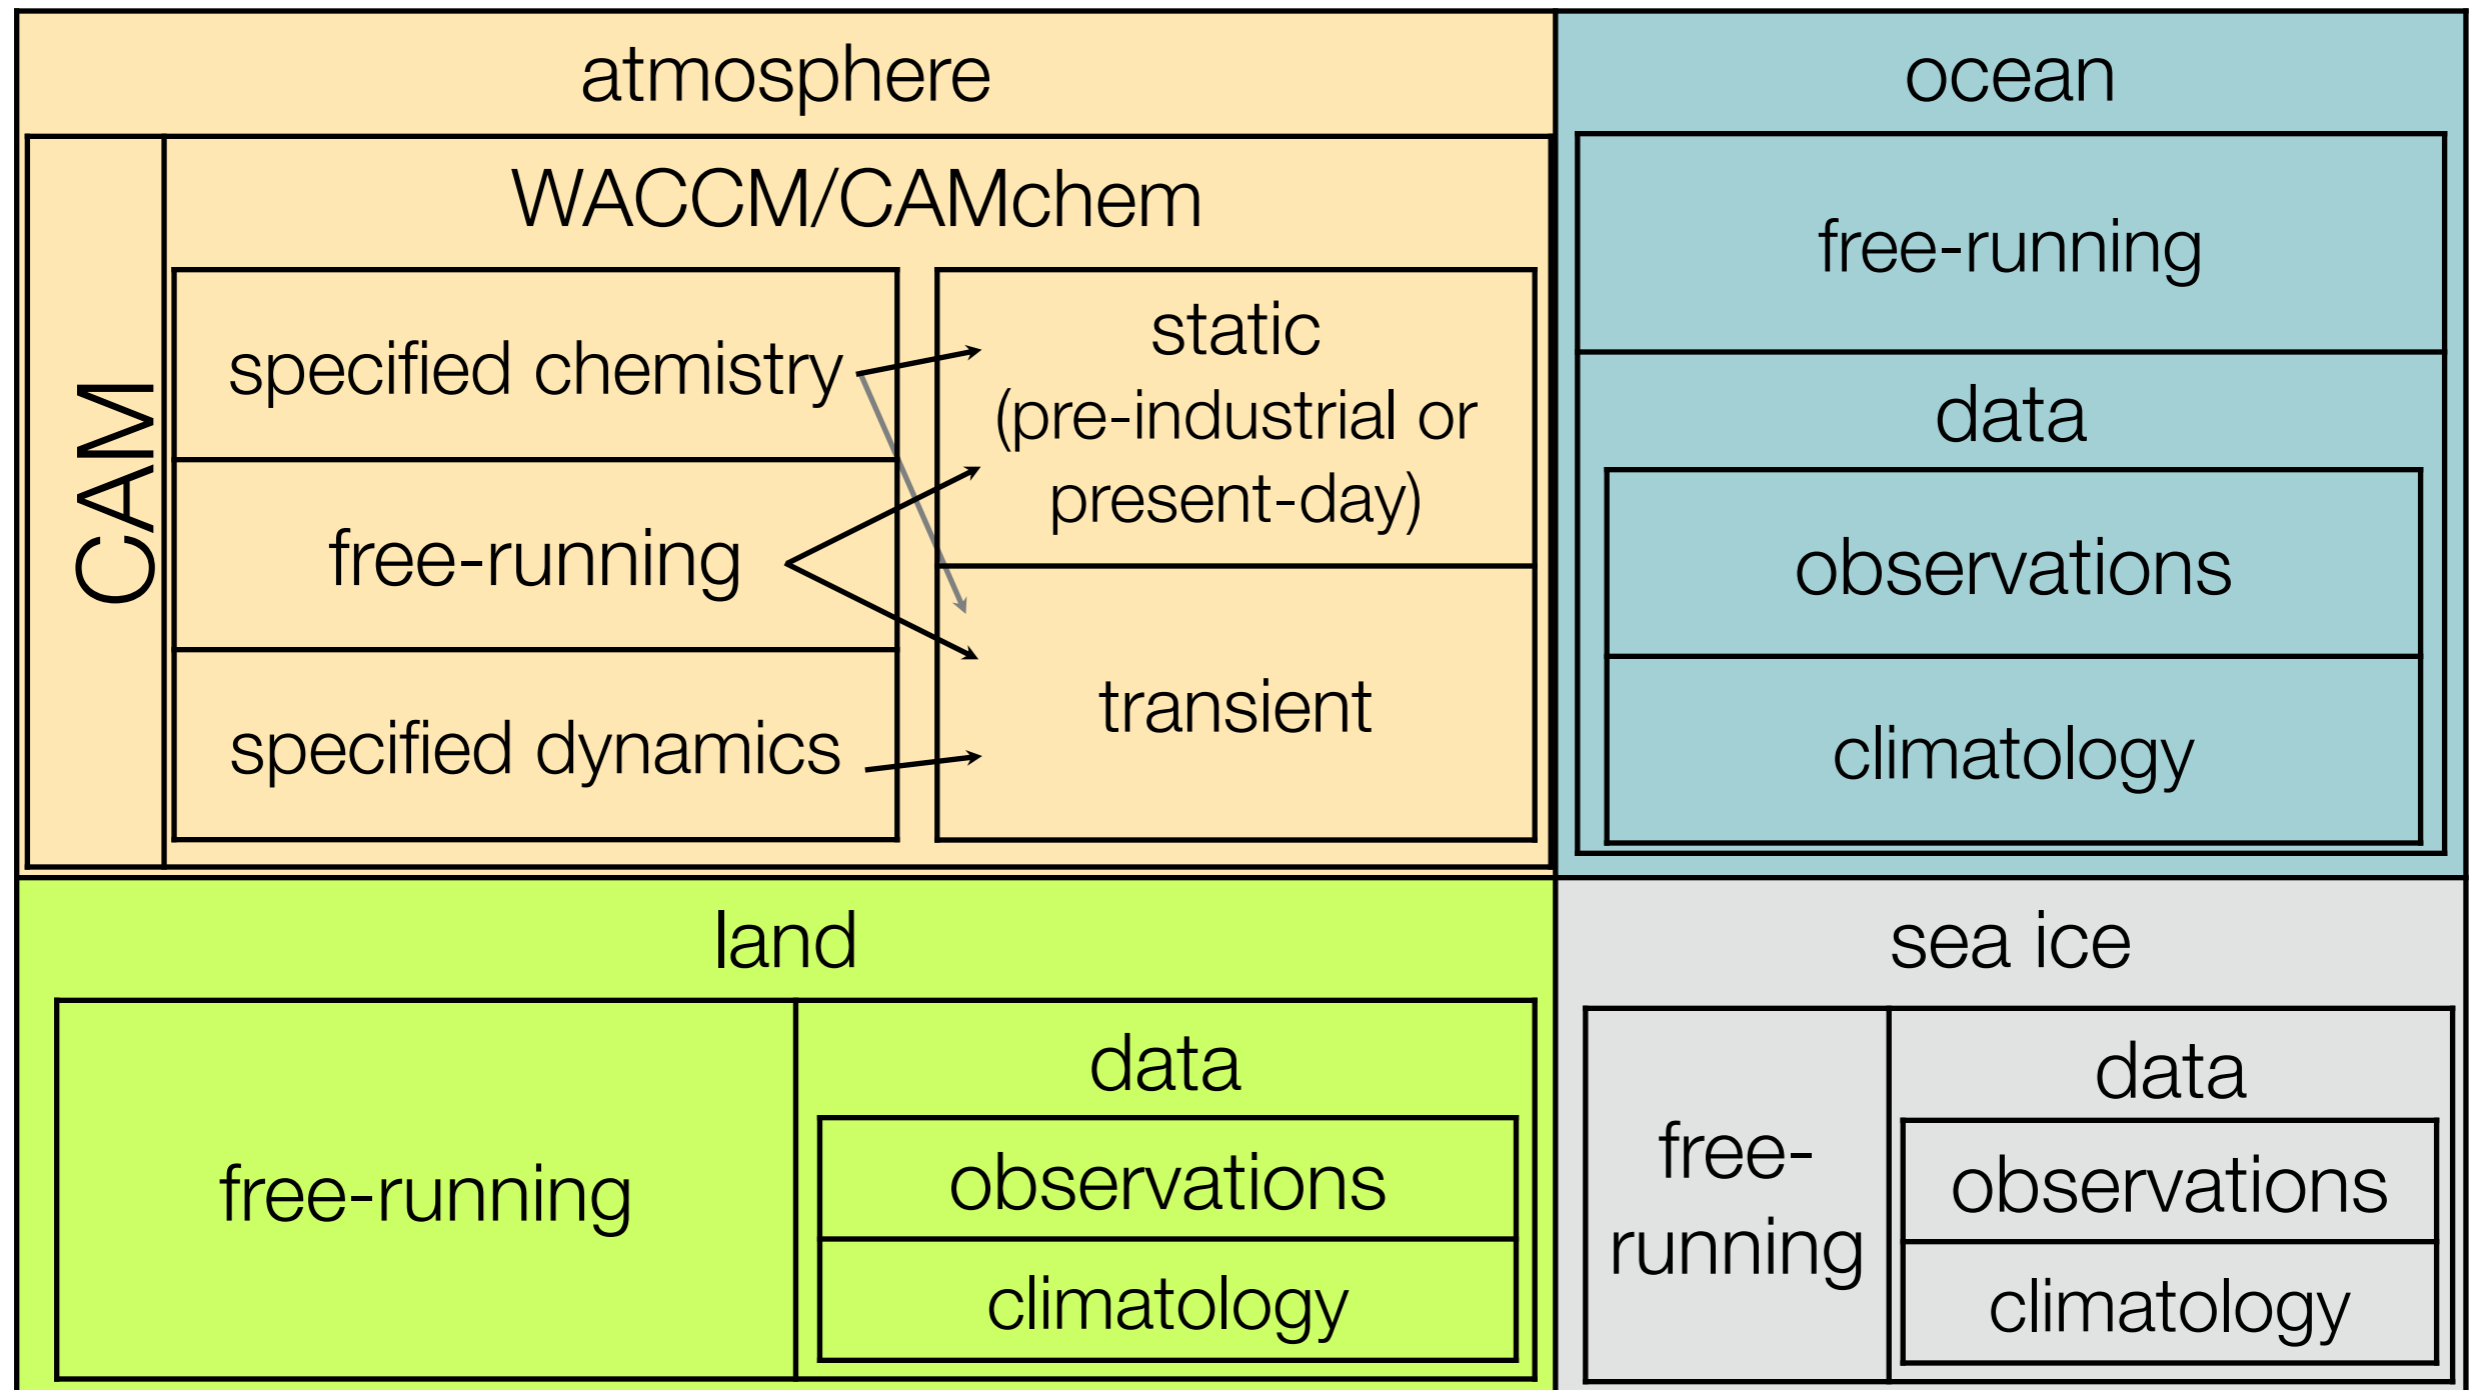 atmosphere
CAM
WACCM/CAMchem
specified chemistry
free-running
specified dynamics
static
(pre-industrial or
present-day)
transient
ocean
free-running
data
observations
climatology
land
free-running
data
observations
climatology
sea ice
free-
running
data
observations
climatology